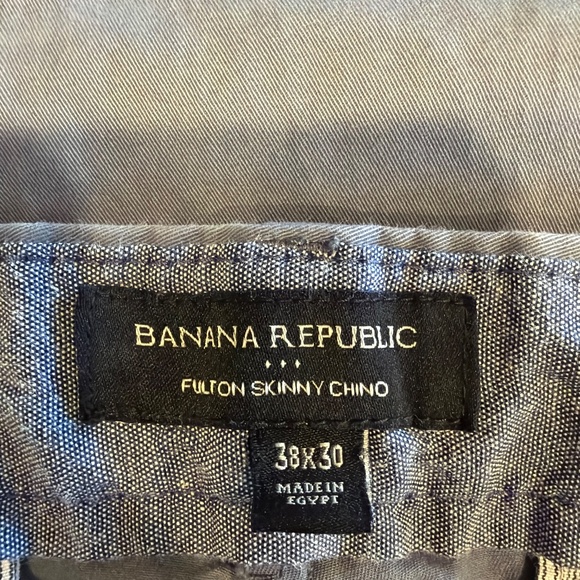 BANANA REPUBLIC
FULTON SKINNY CHINO
38X30
MADE IN
EGYPT